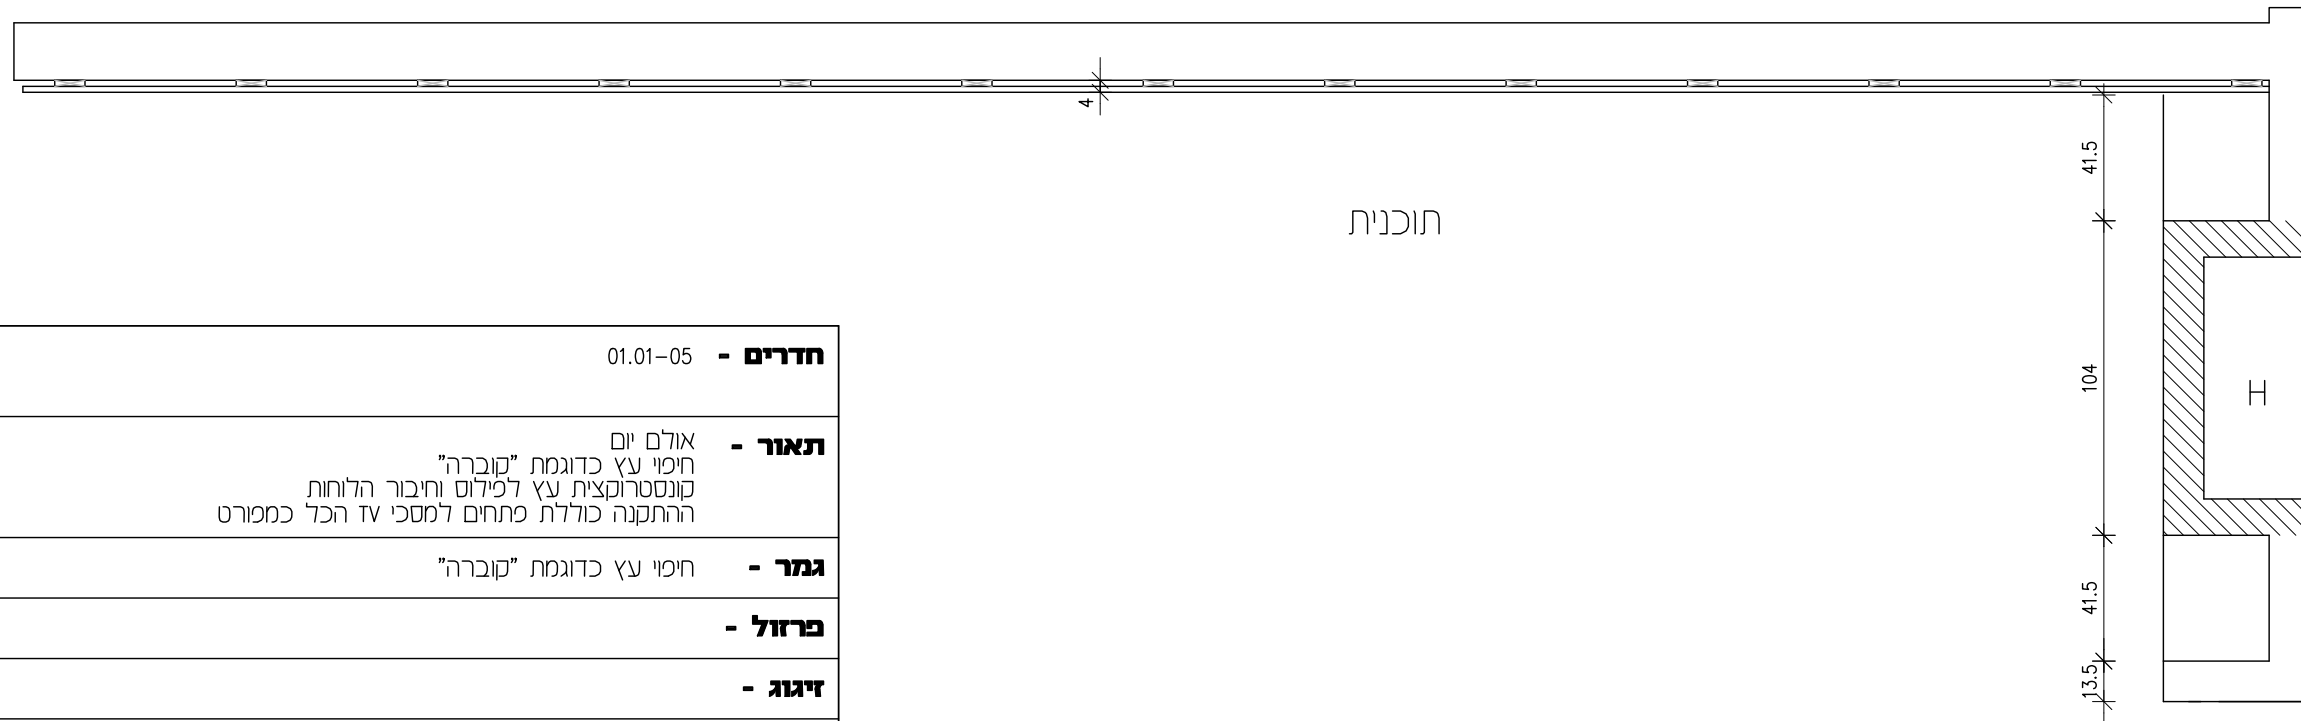 4
41.5
תוכנית
104
H
41.5
13.5
חדרים - 01.01-05
תאור - אולם יום
חיפוי עץ כדוגמת "קוברה"
קונסטרוקצית עץ לפילוס וחיבור הלוחות
ההתקנה כוללת פתחים למסכי TV הכל כמפורט
גמר - חיפוי עץ כדוגמת "קוברה"
פרזול -
זיגוג -